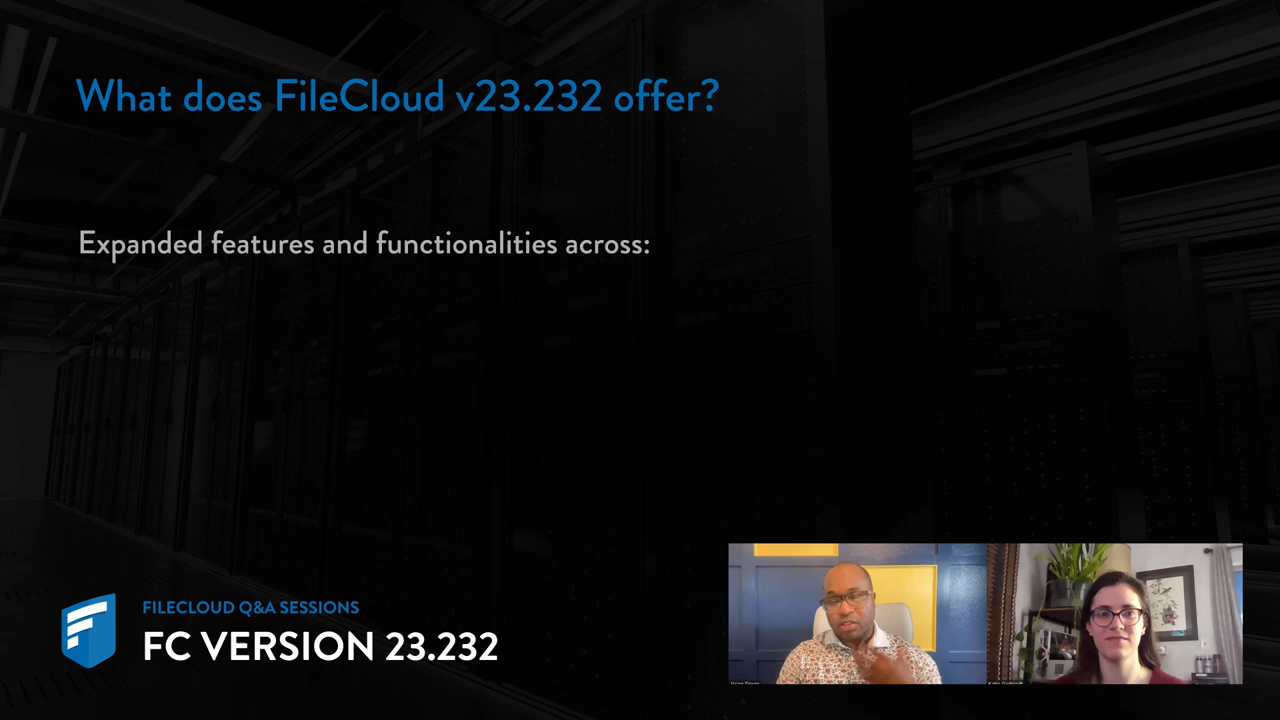 What does FileCloud v23.232 offer?
Expanded features and functionalities across:
FILECLOUD Q&A SESSIONS
FC VERSION 23.232